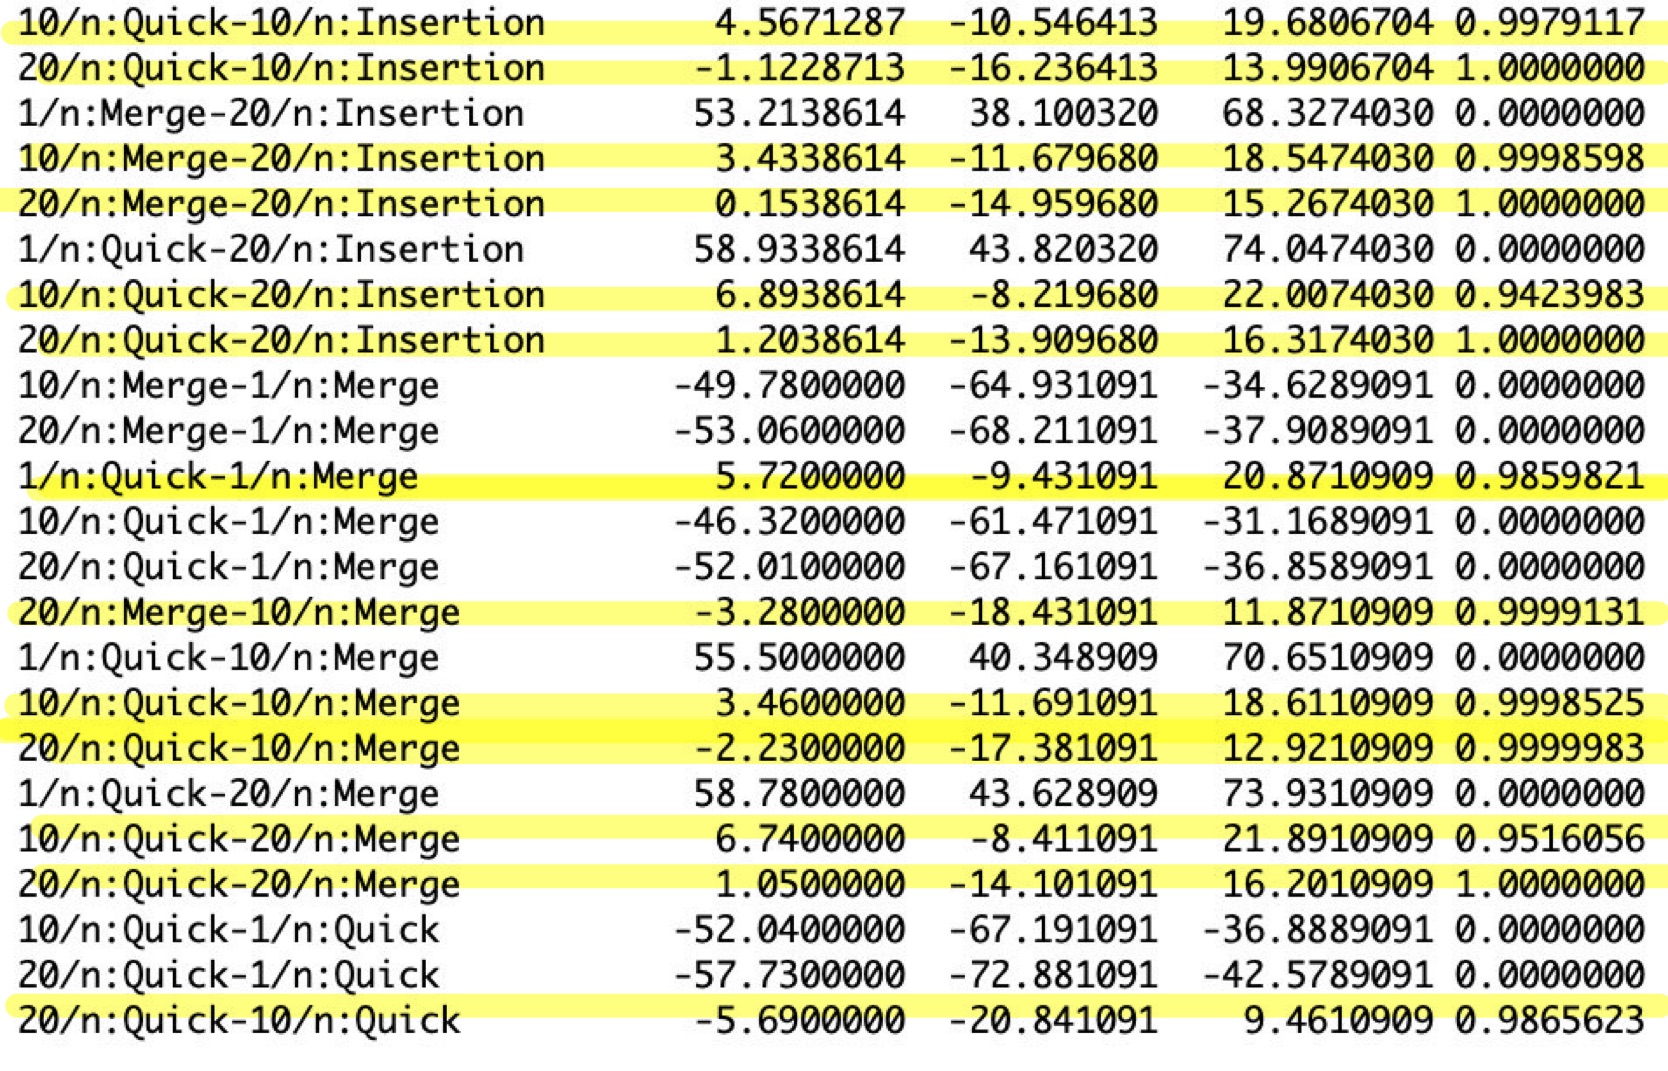 10/n:Quick-10/n:Insertion 4.5671287 -10.546413 19.6806704 0.9979117
20/n:Quick-10/n:Insertion -1.1228713 -16.236413 13.9906704 1.0000000
1/n:Merge-20/n:Insertion 53.2138614 38.100320 68.3274030 0.0000000
10/n:Merge-20/n:Insertion 3.4338614 -11.679680 18.5474030 0.9998598
20/n:Merge-20/n:Insertion 0.1538614 -14.959680 15.2674030 1.0000000
1/n:Quick-20/n:Insertion 58.9338614 43.820320 74.0474030 0.0000000
10/n:Quick-20/n:Insertion 6.8938614 -8.219680 22.0074030 0.9423983
20/n:Quick-20/n:Insertion 1.2038614 -13.909680 16.3174030 1.0000000
10/n:Merge-1/n:Merge -49.7800000 -64.931091 -34.6289091 0.0000000
20/n:Merge-1/n:Merge -53.0600000 -68.211091 -37.9089091 0.0000000
1/n:Quick-1/n:Merge 5.7200000 -9.431091 20.8710909 0.9859821
10/n:Quick-1/n:Merge -46.3200000 -61.471091 -31.1689091 0.0000000
20/n:Quick-1/n:Merge -52.0100000 -67.161091 -36.8589091 0.0000000
20/n:Merge-10/n:Merge -3.2800000 -18.431091 11.8710909 0.9999131
1/n:Quick-10/n:Merge 55.5000000 40.348909 70.6510909 0.0000000
10/n:Quick-10/n:Merge 3.4600000 -11.691091 18.6110909 0.9998525
20/n:Quick-10/n:Merge -2.2300000 -17.381091 12.9210909 0.9999983
1/n:Quick-20/n:Merge 58.7800000 43.628909 73.9310909 0.0000000
10/n:Quick-20/n:Merge 6.7400000 -8.411091 21.8910909 0.9516056
20/n:Quick-20/n:Merge 1.0500000 -14.101091 16.2010909 1.0000000
10/n:Quick-1/n:Quick -52.0400000 -67.191091 -36.8889091 0.0000000
20/n:Quick-1/n:Quick -57.7300000 -72.881091 -42.5789091 0.0000000
20/n:Quick-10/n:Quick -5.6900000 -20.841091 9.4610909 0.9865623